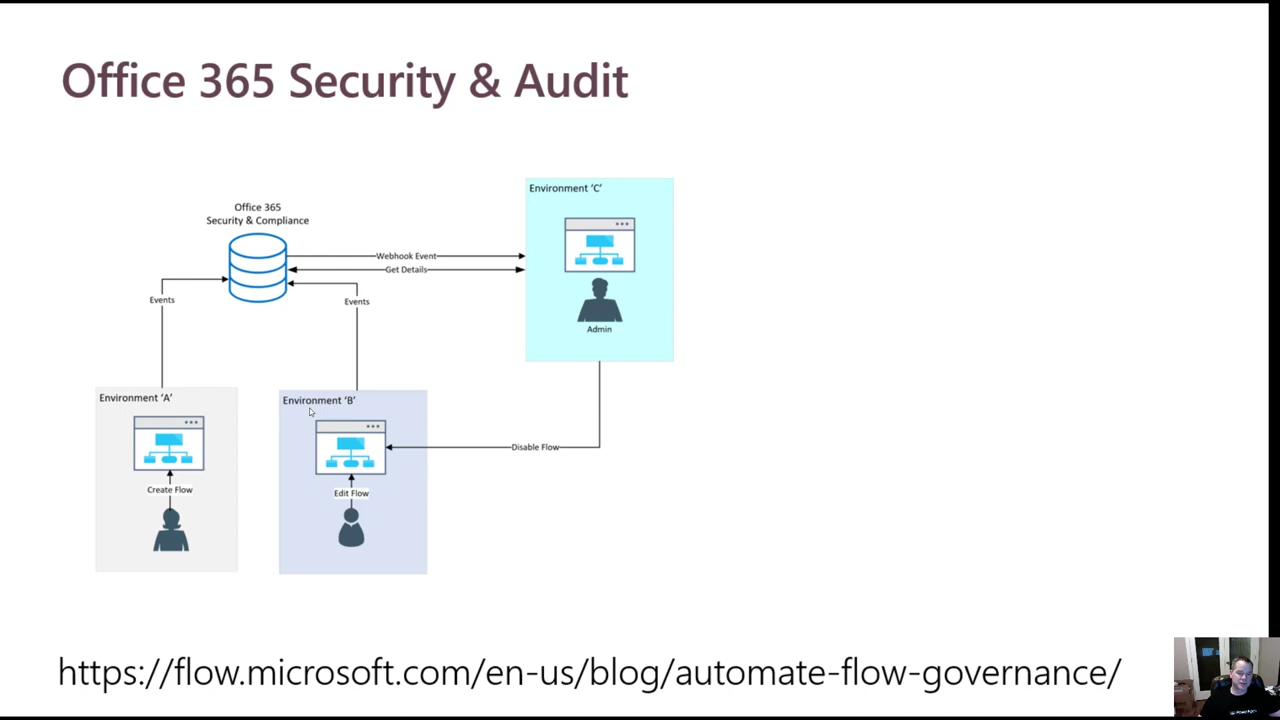 Office 365 Security & Audit
Environment 'C'
Office 365
Security & Compliance
Webhook Event
Get Details
Events
Events
Admin
Environment 'A'
Environment 'B'
Disable Flow
Create Flow
Edit Flow
https://flow.microsoft.com/en-us/blog/automate-flow-governance/